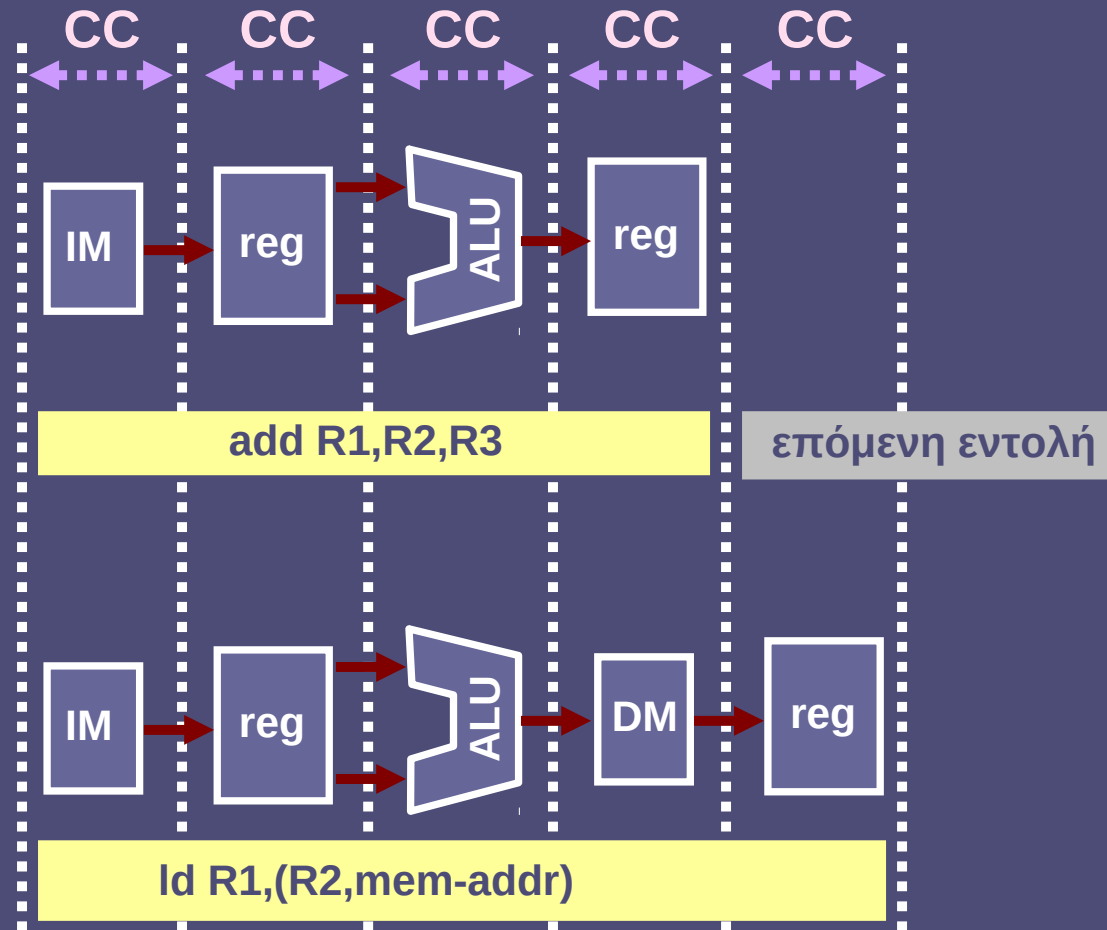 CC CC CC CC CC
IM reg ALU reg
add R1,R2,R3
επόμενη εντολή
IM reg ALU DM reg
ld R1,(R2,mem-addr)